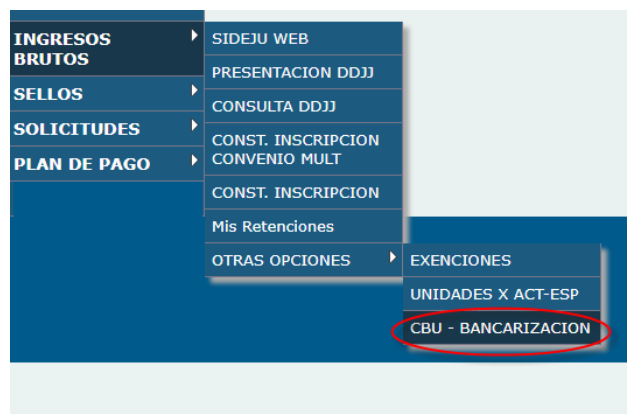 INGRESOS
BRUTOS
SELLOS
SOLICITUDES
PLAN DE PAGO
SIDEJU WEB
PRESENTACION DDJJ
CONSULTA DDJJ
CONST. INSCRIPCION
CONVENIO MULT
CONST. INSCRIPCION
Mis Retenciones
OTRAS OPCIONES
EXENCIONES
UNIDADES X ACT-ESP
CBU - BANCARIZACION